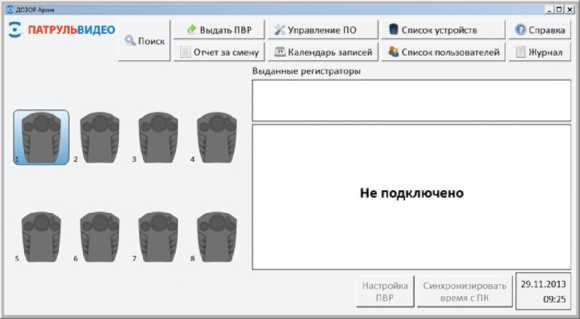 ДОЗОР Архив
ПАТРУЛЬВИДЕО
Поиск
Выдать ПВР
Управление ПО
Список устройств
Справка
Отчет за смену
Календарь записей
Список пользователей
Журнал
Выданные регистраторы
1
2
3
4
Не подключено
5
6
7
8
Настройка
ПВР
Синхронизировать
время с ПК
29.11.2013
09:25